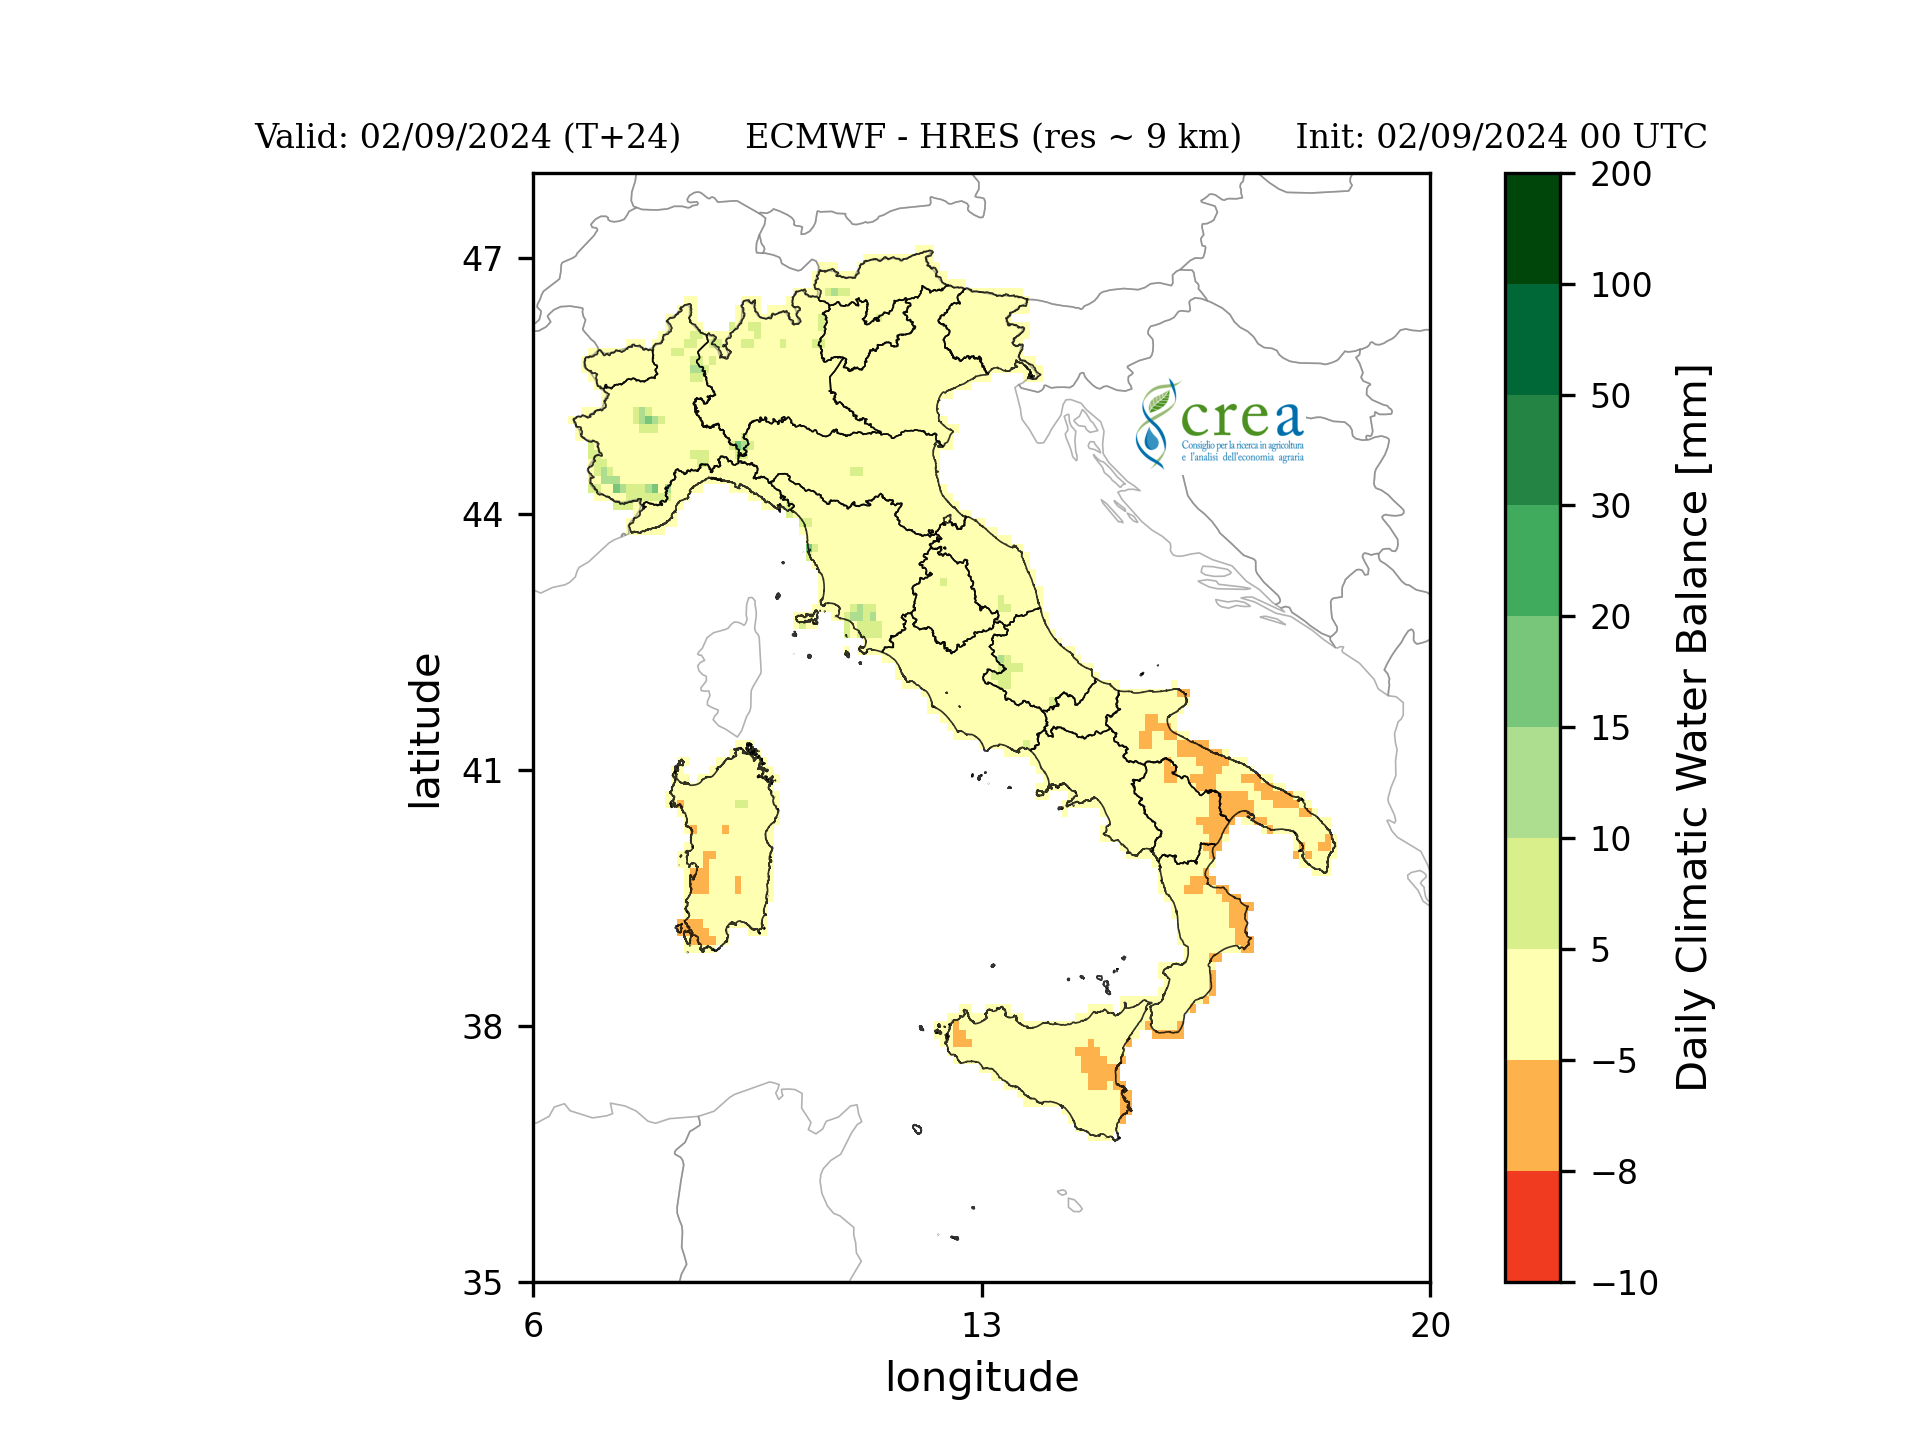 Valid: 02/09/2024 (T+24) ECMWF - HRES (res ~ 9 km) Init: 02/09/2024 00 UTC
200
47
100
crea
Consiglio per la ricerca in agricoltura
e l'analisi dell'economia agraria
50
44
30
20
latitude
Daily Climatic Water Balance [mm]
15
41
10
5
38
−5
−8
35
−10
6 13 20
longitude